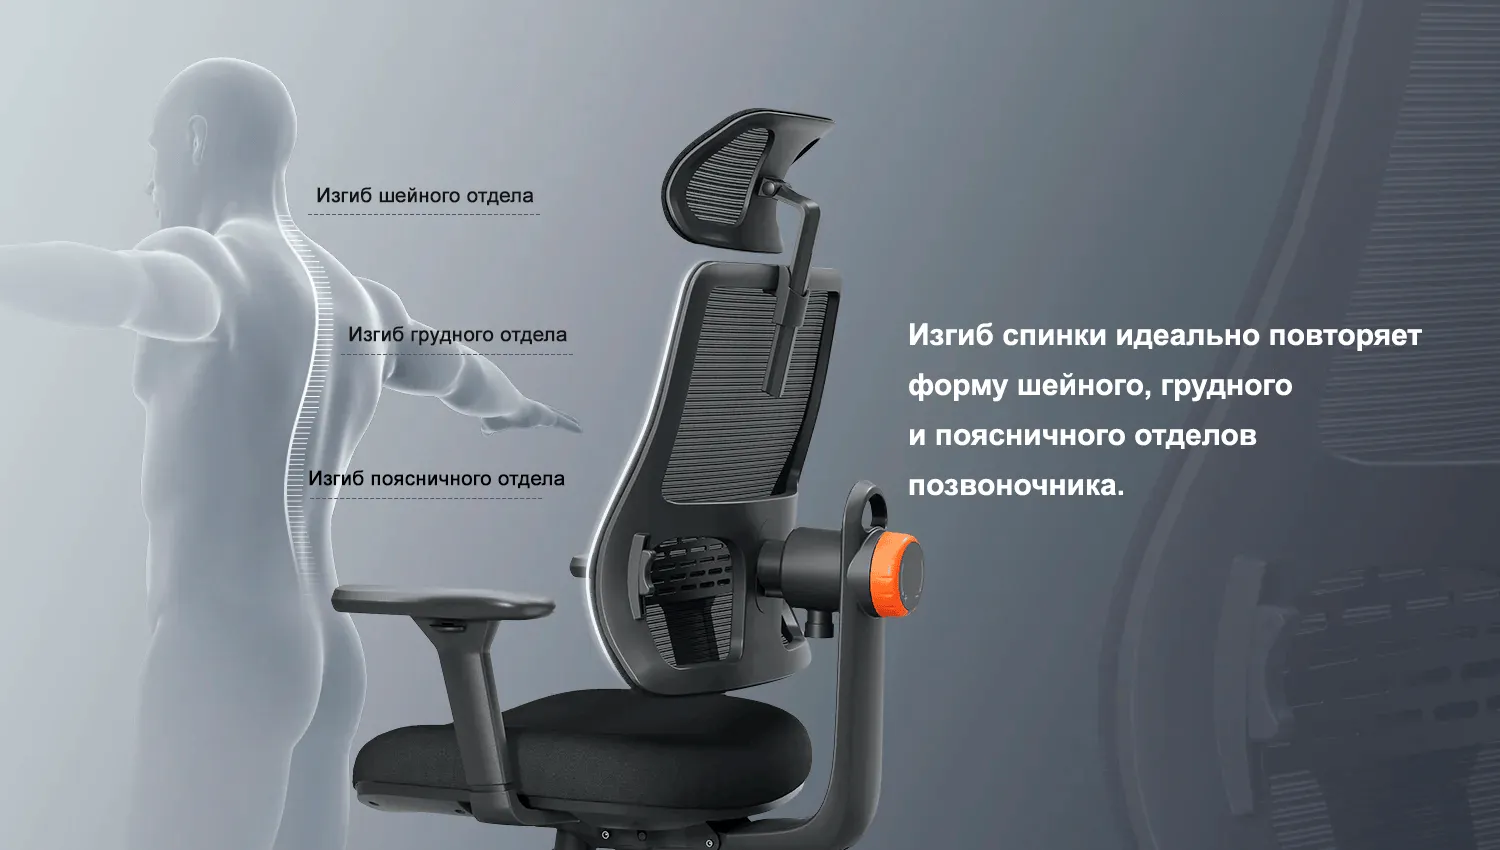 Изгиб шейного отдела
Изгиб грудного отдела
Изгиб поясничного отдела
Изгиб спинки идеально повторяет
форму шейного, грудного
и поясничного отделов
позвоночника.